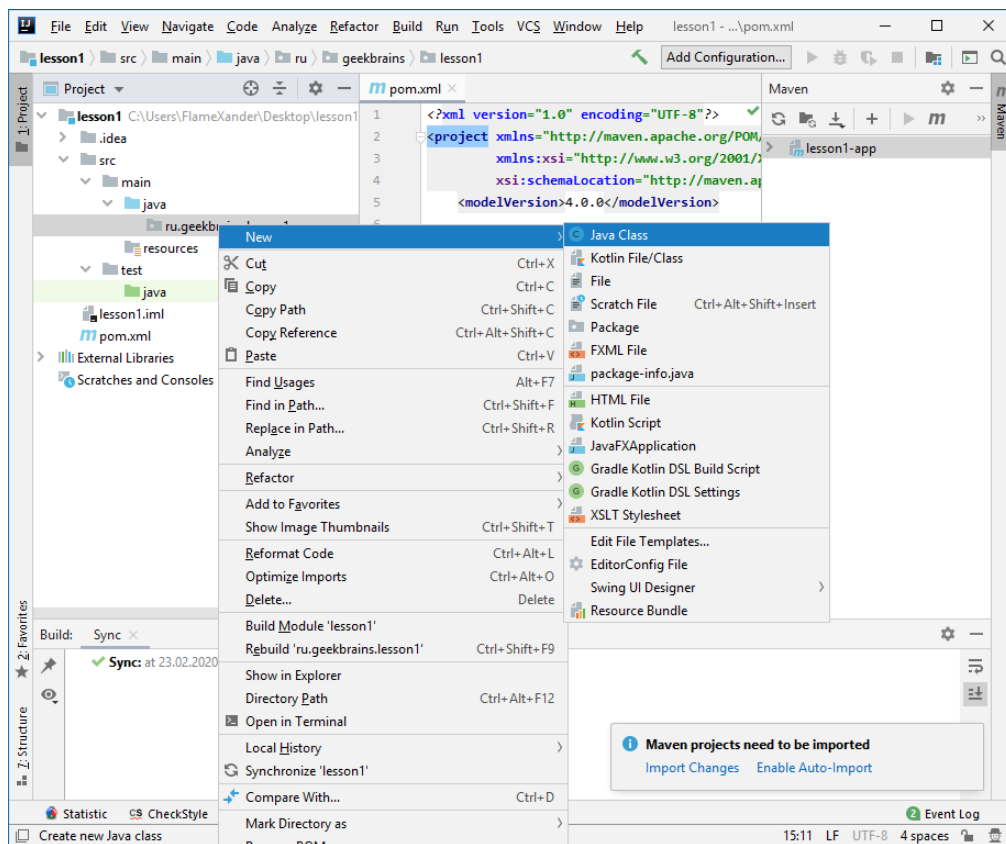 File Edit View Navigate Code Analyze Refactor Build Run Tools VCS Window Help lesson1 - ...\pom.xml
lesson1 src main java ru geekbrains lesson1 Add Configuration...
1: Project
Project
pom.xml
Maven
Maven
lesson1 C:\Users\FlameXander\Desktop\lesson1
.idea
src
main
java
resources
test
java
lesson1.iml
pom.xml
External Libraries
Scratches and Consoles
1 <?xml version="1.0" encoding="UTF-8"?>
2 <project xmlns="http://maven.apache.org/POM/
3 xmlns:xsi="http://www.w3.org/2001/
4 xsi:schemaLocation="http://maven.ap
5 <modelVersion>4.0.0</modelVersion>
lesson1-app
New
Cut Ctrl+X
Copy Ctrl+C
Copy Path Ctrl+Shift+C
Copy Reference Ctrl+Alt+Shift+C
Paste Ctrl+V
Find Usages Alt+F7
Find in Path... Ctrl+Shift+F
Replace in Path... Ctrl+Shift+R
Analyze
Refactor
Add to Favorites
Show Image Thumbnails Ctrl+Shift+T
Reformat Code Ctrl+Alt+L
Optimize Imports Ctrl+Alt+O
Delete... Delete
Build Module 'lesson1'
Rebuild 'ru.geekbrains.lesson1' Ctrl+Shift+F9
Show in Explorer
Directory Path Ctrl+Alt+F12
Open in Terminal
Local History
Synchronize 'lesson1'
Compare With... Ctrl+D
Mark Directory as
Java Class
Kotlin File/Class
File
Scratch File Ctrl+Alt+Shift+Insert
Package
FXML File
package-info.java
HTML File
Kotlin Script
JavaFXApplication
Gradle Kotlin DSL Build Script
Gradle Kotlin DSL Settings
XSLT Stylesheet
Edit File Templates...
EditorConfig File
Swing UI Designer
Resource Bundle
2: Favorites
7: Structure
Build: Sync
Sync: at 23.02.2020
Maven projects need to be imported
Import Changes Enable Auto-Import
Statistic CheckStyle
2 Event Log
Create new Java class
15:11 LF UTF-8 4 spaces